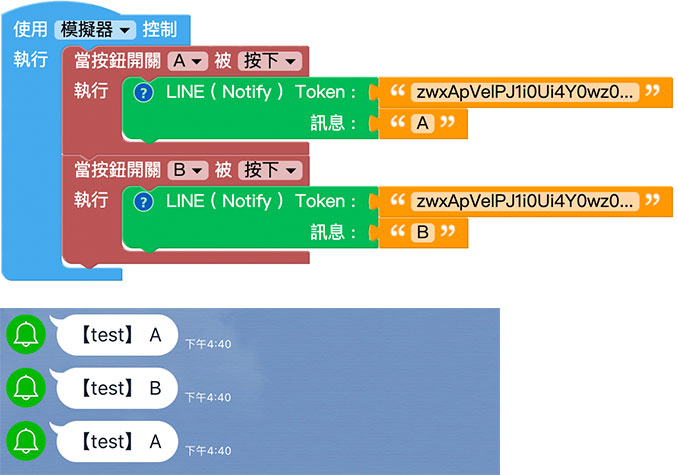 使用 模擬器 控制
執行 當按鈕開關 A 被 按下
執行 ? LINE ( Notify ) Token : “ zwxApVelPJ1i0Ui4Y0wz0... ”
訊息 : “ A ”
當按鈕開關 B 被 按下
執行 ? LINE ( Notify ) Token : “ zwxApVelPJ1i0Ui4Y0wz0... ”
訊息 : “ B ”
【test】 A 下午4:40
【test】 B 下午4:40
【test】 A 下午4:40